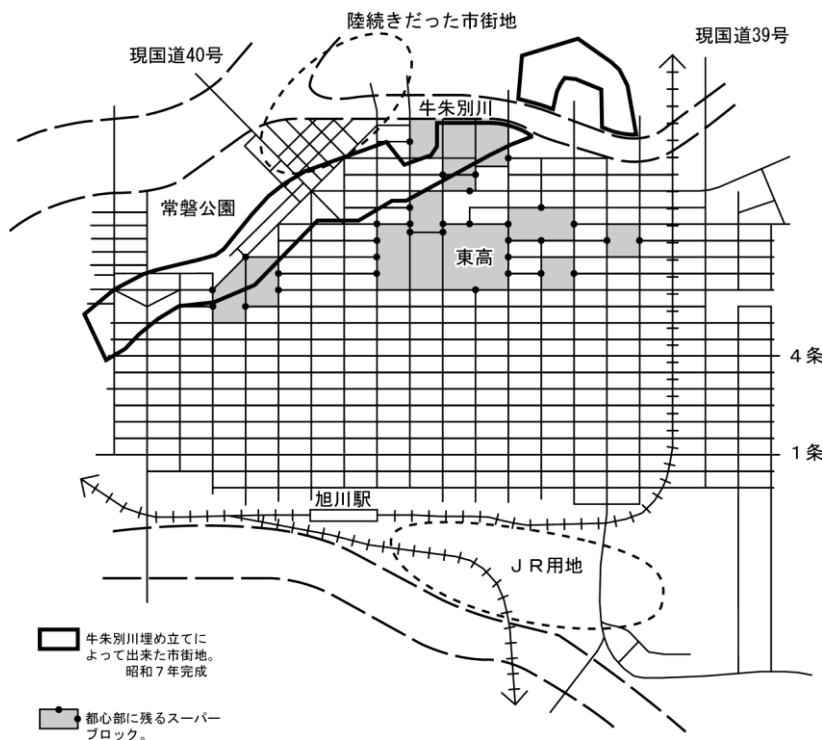 陸続きだった市街地
現国道40号
現国道39号
牛朱別川
常磐公園
東高
4条
1条
旭川駅
JR用地
牛朱別川埋め立てに
よって出来た市街地。
昭和7年完成
都心部に残るスーパー
ブロック。